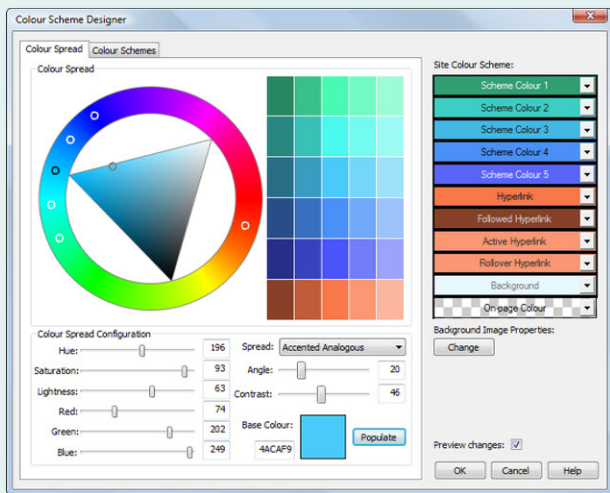 Colour Scheme Designer
Colour Spread
Colour Schemes
Colour Spread
Colour Spread Configuration
Hue: 196
Saturation: 93
Lightness: 63
Red: 74
Green: 202
Blue: 249
Spread: Accented Analogous
Angle: 20
Contrast: 46
Base Colour:
4ACAF9
Populate
Site Colour Scheme:
Scheme Colour 1
Scheme Colour 2
Scheme Colour 3
Scheme Colour 4
Scheme Colour 5
Hyperlink
Followed Hyperlink
Active Hyperlink
Rollover Hyperlink
Background
On-page Colour
Background Image Properties:
Change
Preview changes:
OK Cancel Help